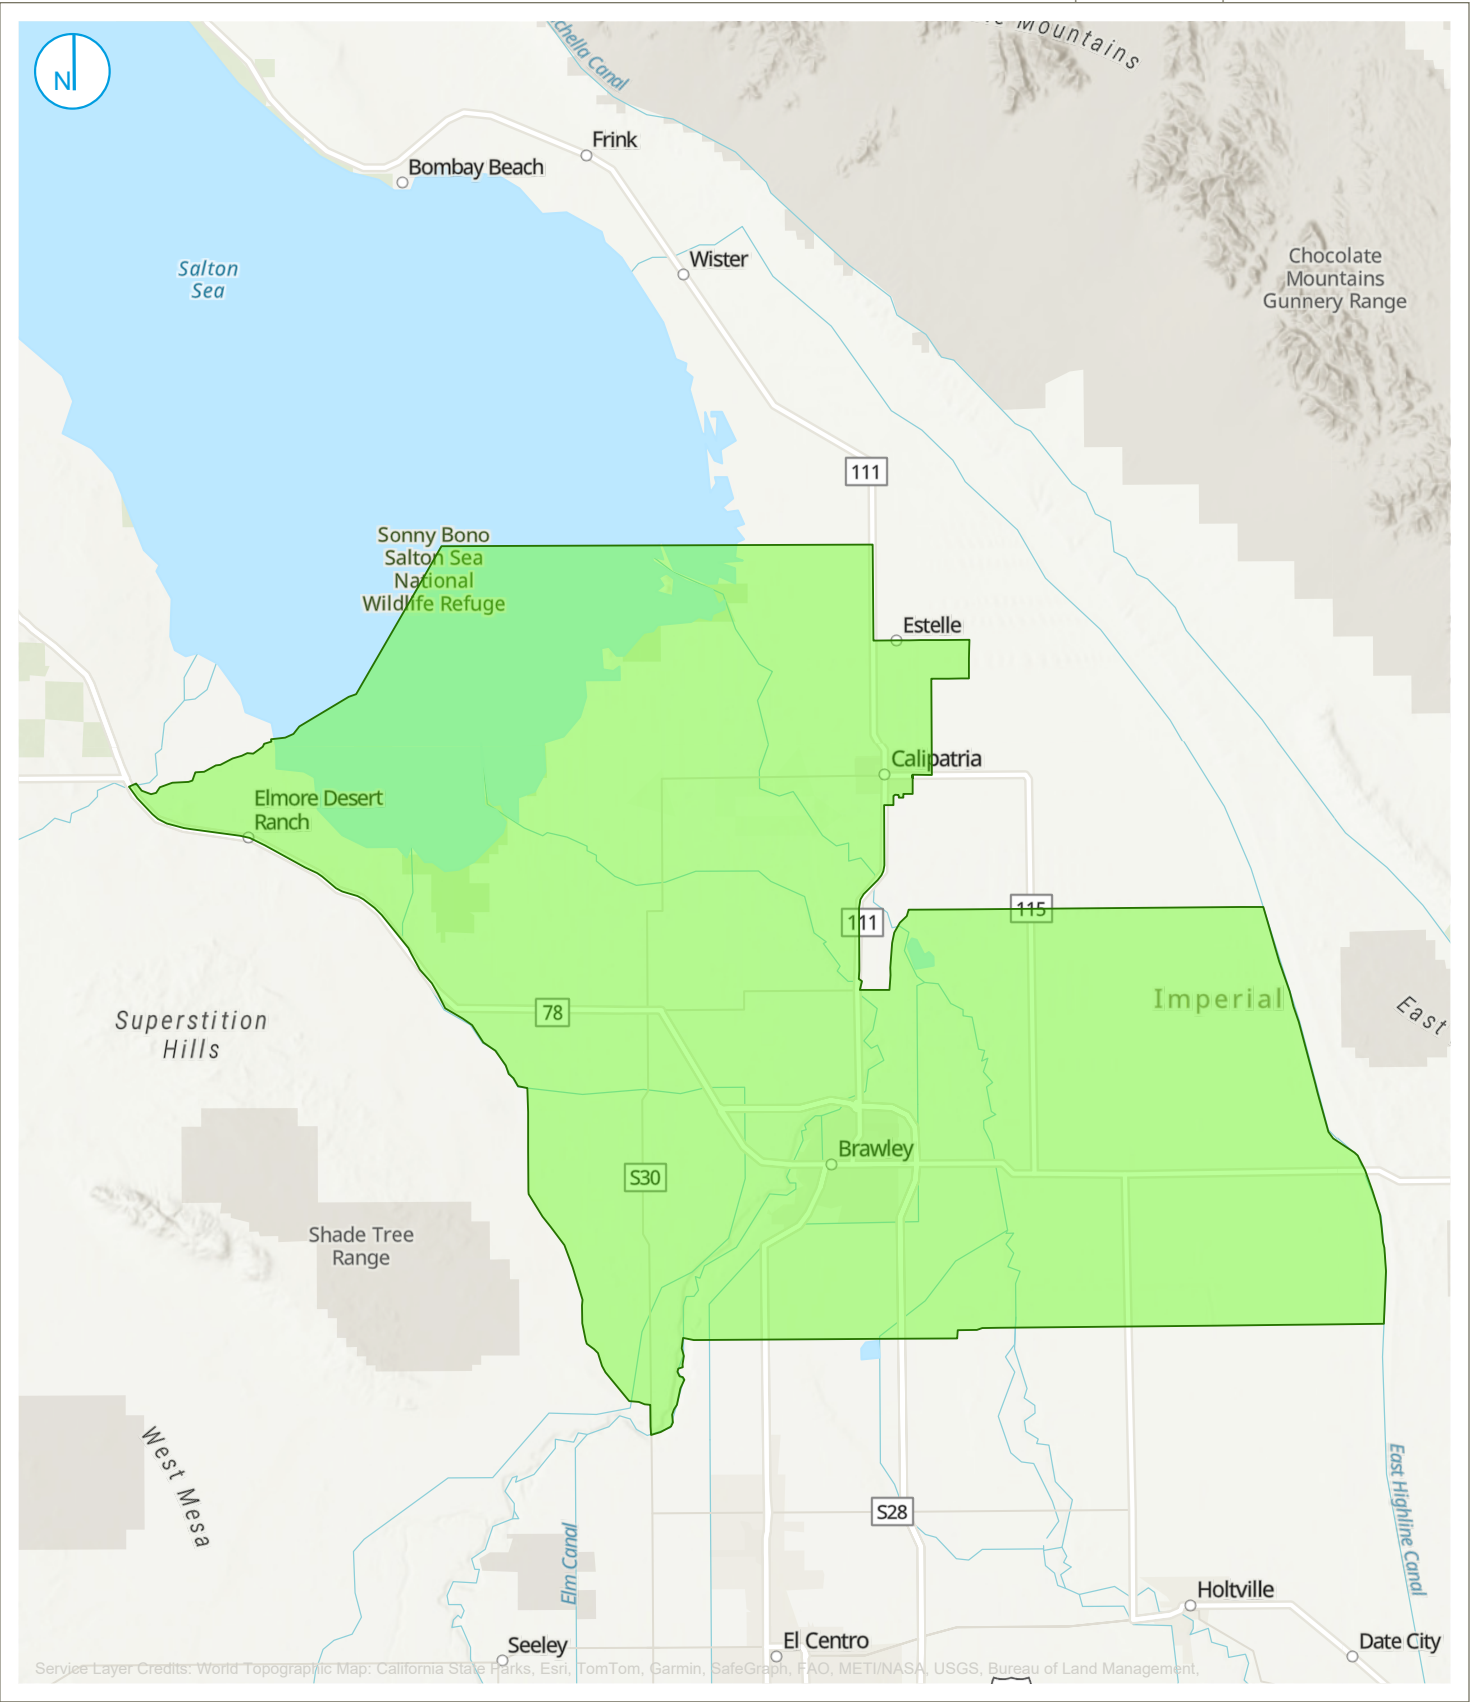 N
chella Canal
Mountains
Frink
Bombay Beach
Wister
Salton
Sea
Chocolate
Mountains
Gunnery Range
111
Sonny Bono
Salton Sea
National
Wildlife Refuge
Estelle
Calipatria
Elmore Desert
Ranch
115
111
Imperial
East
78
Superstition
Hills
Brawley
S30
Shade Tree
Range
West Mesa
East Highline Canal
S28
Elm Canal
Holtville
Seeley
El Centro
Date City
Service Layer Credits: World Topographic Map: California State Parks, Esri, TomTom, Garmin, SafeGraph, FAO, METI/NASA, USGS, Bureau of Land Management,